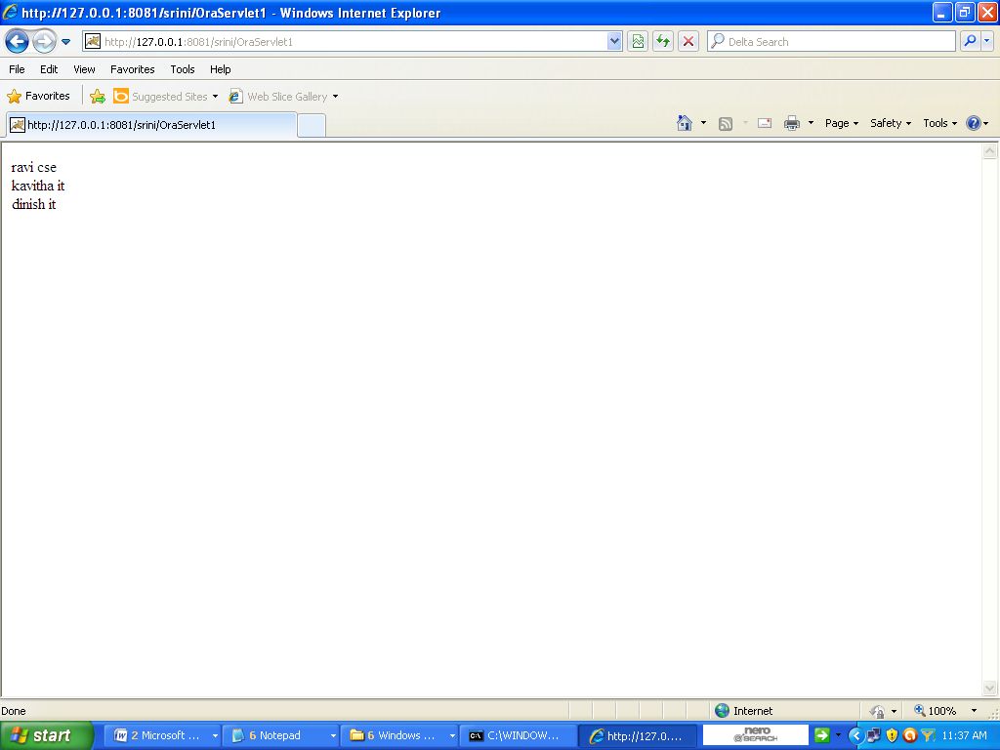 http://127.0.0.1:8081/srini/OraServlet1 - Windows Internet Explorer
http://127.0.0.1:8081/srini/OraServlet1
Delta Search
File Edit View Favorites Tools Help
Favorites Suggested Sites Web Slice Gallery
http://127.0.0.1:8081/srini/OraServlet1
Page Safety Tools
ravi cse
kavitha it
dinish it
Done
Internet
100%
start
2 Microsoft ...
6 Notepad
6 Windows ...
C:\WINDOW...
http://127.0....
nero
@SEARCH
11:37 AM